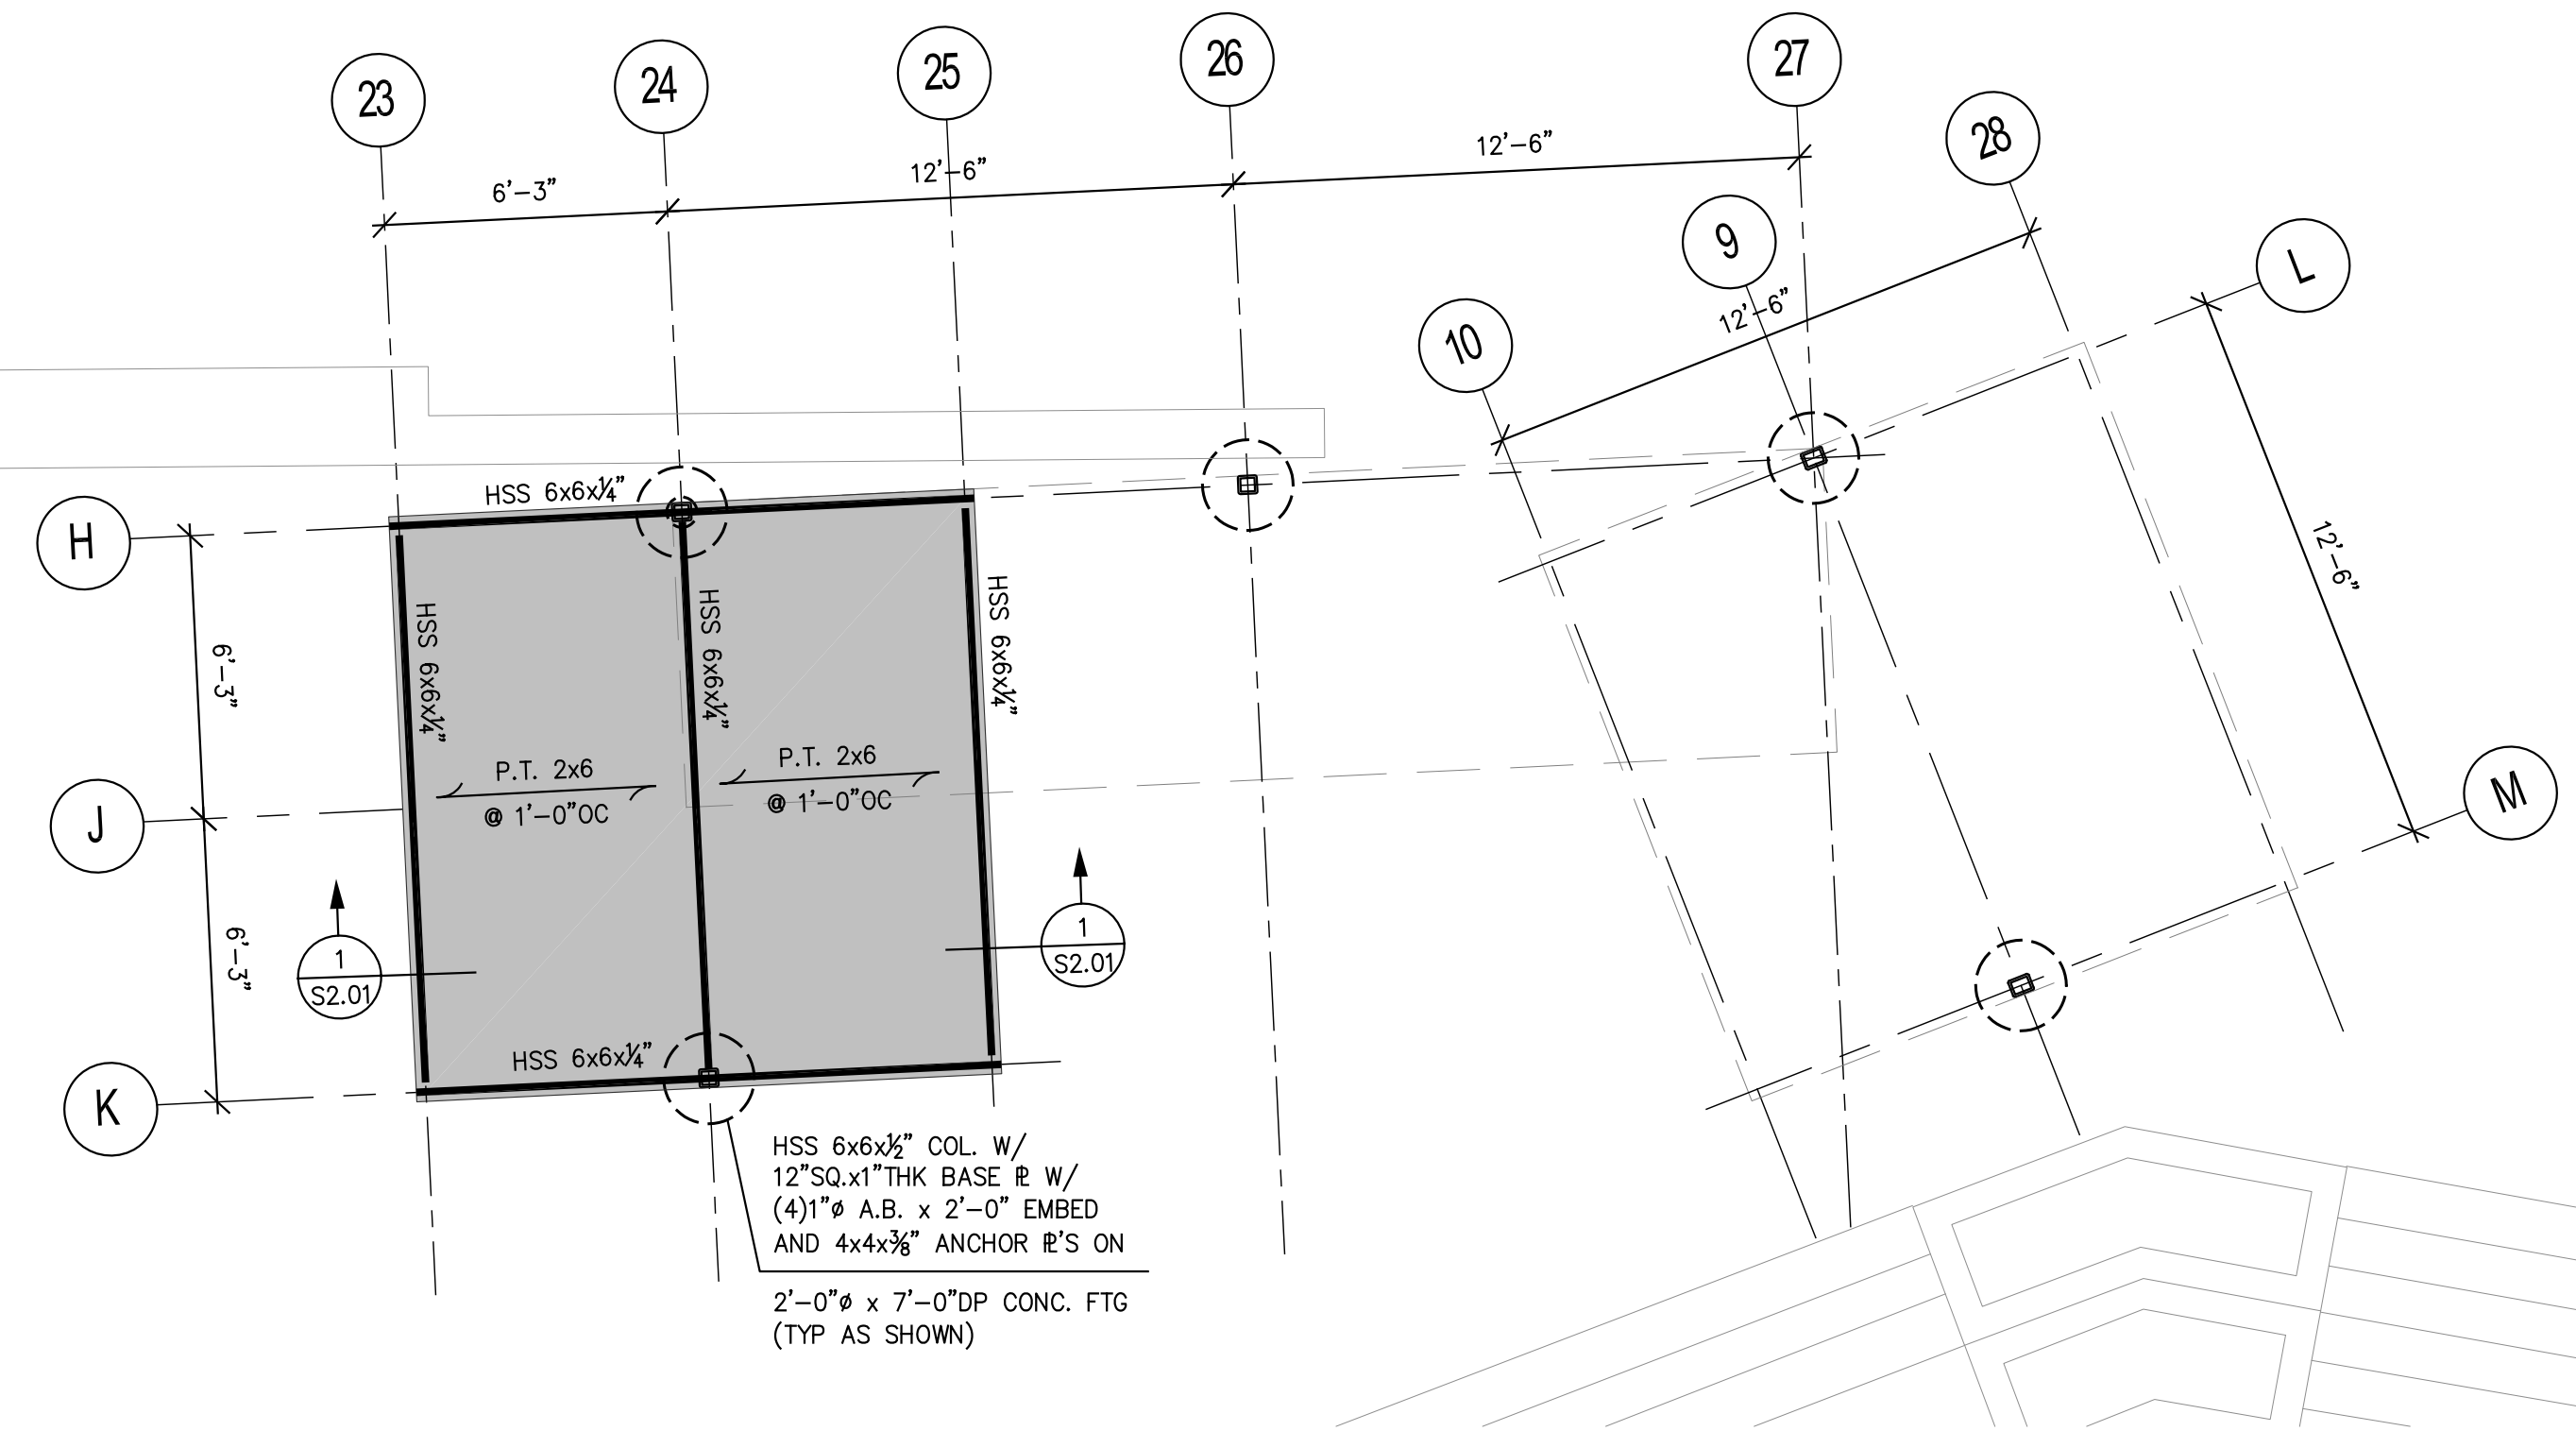 23
24
25
26
27
28
9
10
L
M
6'-3"
12'-6"
12'-6"
12'-6"
12'-6"
H
J
K
6'-3"
6'-3"
HSS 6x6x¼"
HSS 6x6x¼"
HSS 6x6x¼"
HSS 6x6x¼"
P.T. 2x6
@ 1'-0"OC
P.T. 2x6
@ 1'-0"OC
1
S2.01
1
S2.01
HSS 6x6x¼"
HSS 6x6x½" COL. W/
12"SQ.x1"THK BASE ℙL W/
(4)1"ø A.B. x 2'-0" EMBED
AND 4x4x⅜" ANCHOR ℙL'S ON
2'-0"ø x 7'-0"DP CONC. FTG
(TYP AS SHOWN)